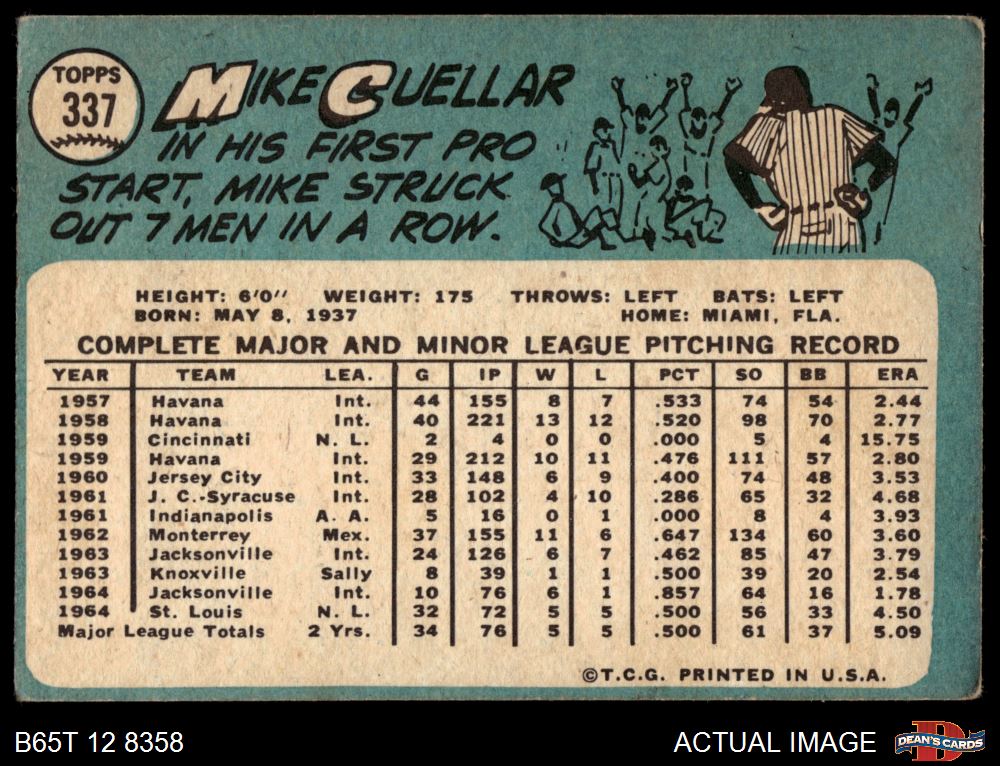 TOPPS
337
MIKE CUELLAR
IN HIS FIRST PRO
START, MIKE STRUCK
OUT 7 MEN IN A ROW.
HEIGHT: 6'0" WEIGHT: 175 THROWS: LEFT BATS: LEFT
BORN: MAY 8, 1937 HOME: MIAMI, FLA.
COMPLETE MAJOR AND MINOR LEAGUE PITCHING RECORD
YEAR TEAM LEA. G IP W L PCT SO BB ERA
1957 Havana Int. 44 155 8 7 .533 74 54 2.44
1958 Havana Int. 40 221 13 12 .520 98 70 2.77
1959 Cincinnati N. L. 2 4 0 0 .000 5 4 15.75
1959 Havana Int. 29 212 10 11 .476 111 57 2.80
1960 Jersey City Int. 33 148 6 9 .400 74 48 3.53
1961 J. C.-Syracuse Int. 28 102 4 10 .286 65 32 4.68
1961 Indianapolis A. A. 5 16 0 1 .000 8 4 3.93
1962 Monterrey Mex. 37 155 11 6 .647 134 60 3.60
1963 Jacksonville Int. 24 126 6 7 .462 85 47 3.79
1963 Knoxville Sally 8 39 1 1 .500 39 20 2.54
1964 Jacksonville Int. 10 76 6 1 .857 64 16 1.78
1964 St. Louis N. L. 32 72 5 5 .500 56 33 4.50
Major League Totals 2 Yrs. 34 76 5 5 .500 61 37 5.09
©T.C.G. PRINTED IN U.S.A.
B65T 12 8358 ACTUAL IMAGE DEAN'S CARDS